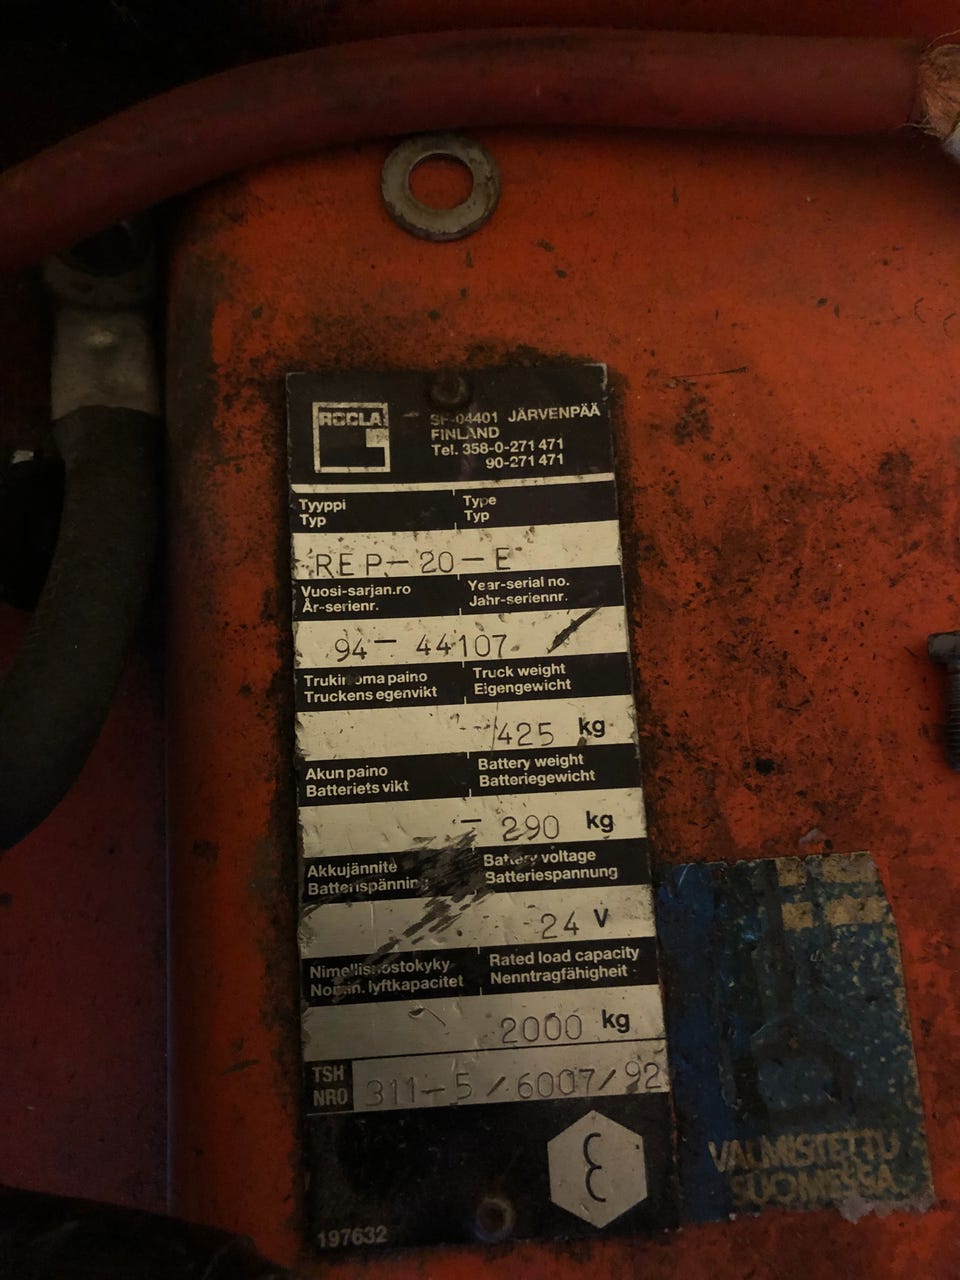 ROCLA
SF-04401 JÄRVENPÄÄ
FINLAND
Tel. 358-0-271 471
90-271 471
Tyyppi Type
Typ Typ
REP-20-E
Vuosi-sarjan.ro Year-serial no.
År-serienr. Jahr-seriennr.
94-44107
Trukin oma paino Truck weight
Truckens egenvikt Eigengewicht
425 kg
Akun paino Battery weight
Batteriets vikt Batteriegewicht
- 290 kg
Akkujännite Battery voltage
Batterispänning Batteriespannung
24 V
Nimellisnostokyky Rated load capacity
Nomin. lyftkapacitet Nenntragfähigheit
2000 kg
TSH
NRO 311-5/6007/92
197632
VALMISTETTU
SUOMESSA